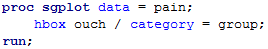 proc sgplot data = pain;
hbox ouch / category = group;
run;